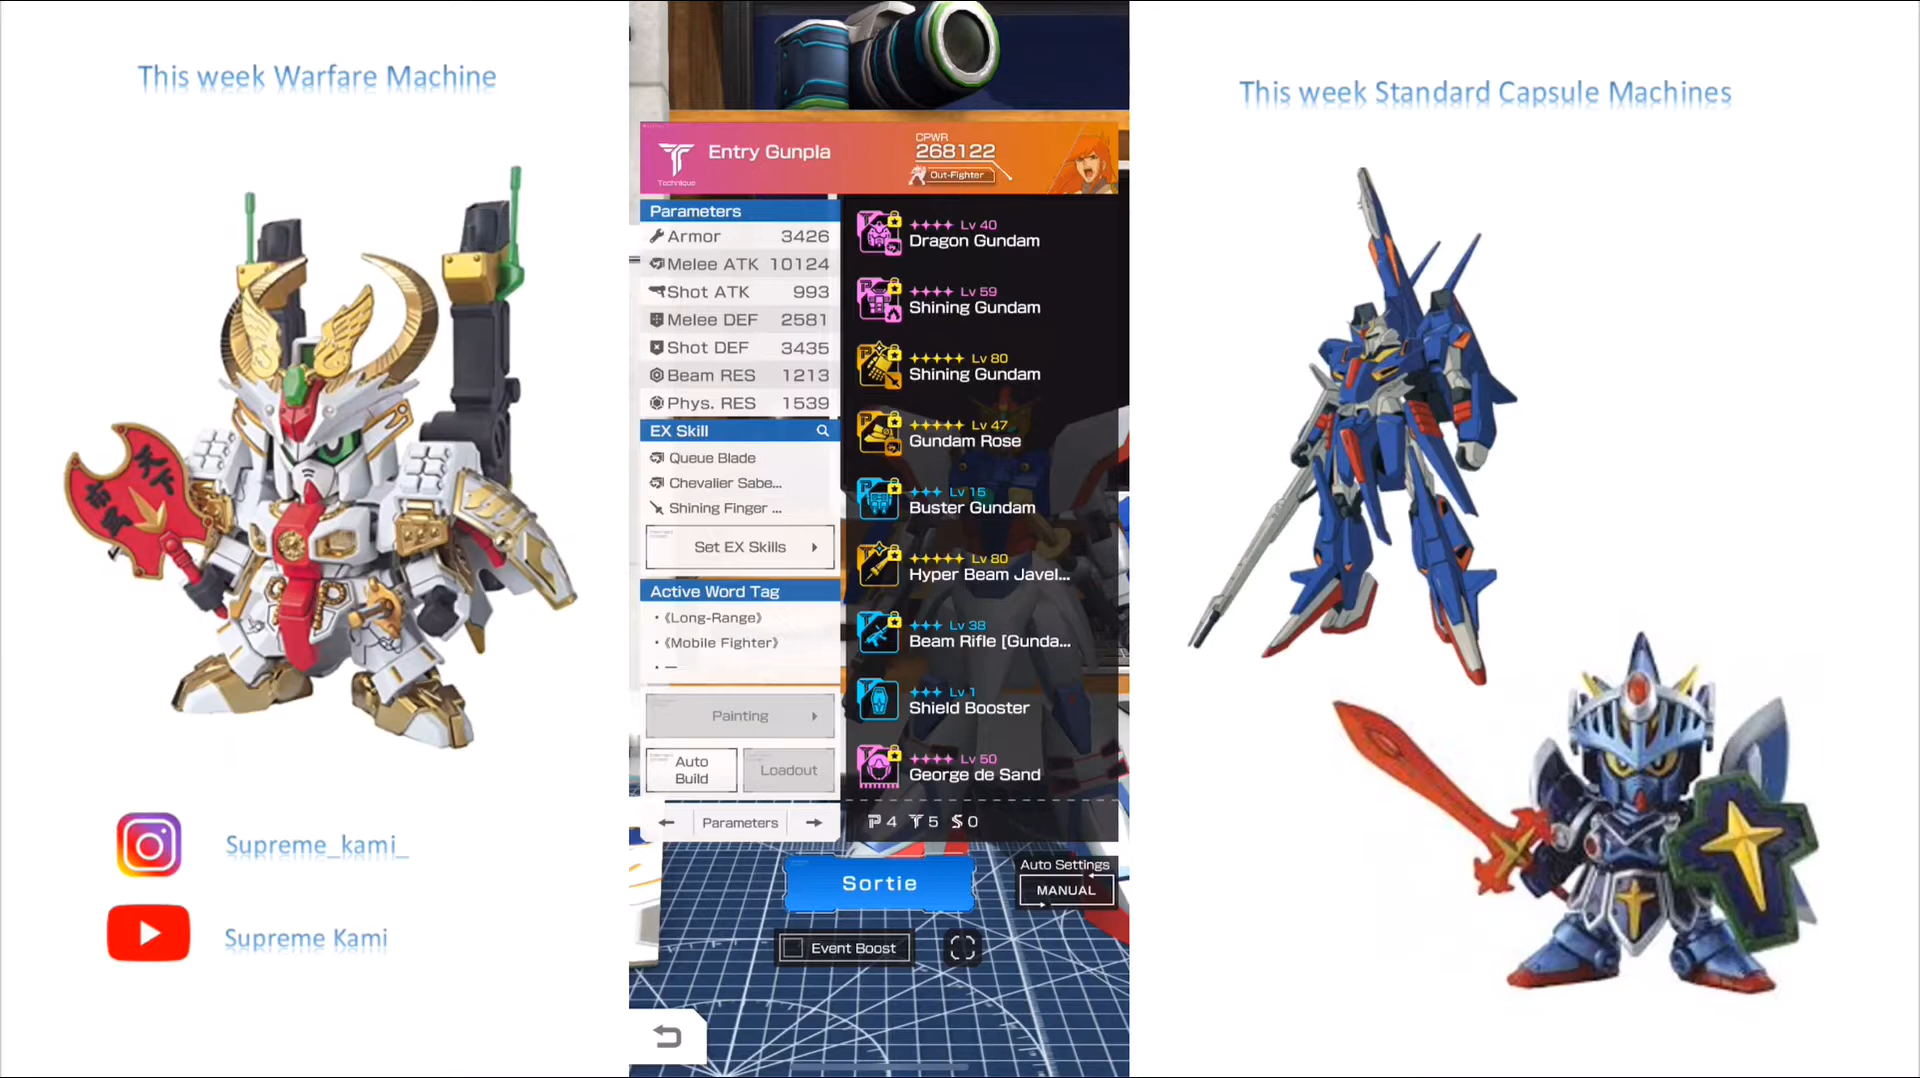 This week Warfare Machine
天
下
Supreme_kami_
Supreme Kami
Entry Gunpla
Technique
CPWR
268122
Out-Fighter
Parameters
Armor 3426
Melee ATK 10124
Shot ATK 993
Melee DEF 2581
Shot DEF 3435
Beam RES 1213
Phys. RES 1539
EX Skill
Queue Blade
Chevalier Sabe...
Shining Finger ...
Set EX Skills
Active Word Tag
・《Long-Range》
・《Mobile Fighter》
・—
Painting
Auto
Build
Loadout
Parameters
Lv 40
Dragon Gundam
Lv 59
Shining Gundam
Lv 80
Shining Gundam
Lv 47
Gundam Rose
Lv 15
Buster Gundam
Lv 80
Hyper Beam Javel...
Lv 38
Beam Rifle [Gunda...
Lv 1
Shield Booster
Lv 50
George de Sand
P 4 T 5 S 0
Sortie
Auto Settings
MANUAL
Event Boost
This week Standard Capsule Machines